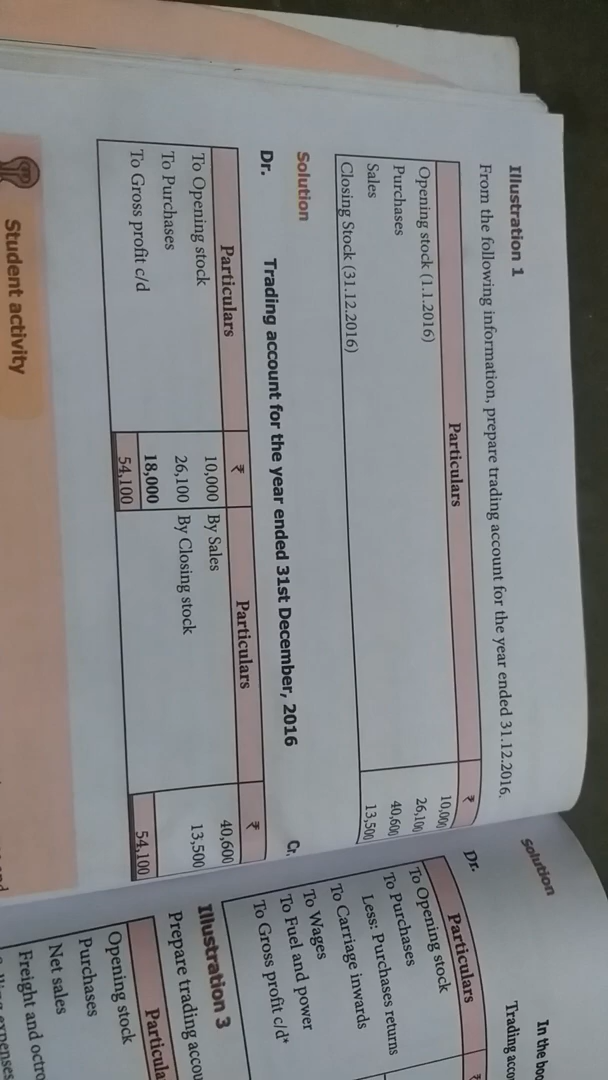 Illustration 1
From the following information, prepare trading account for the year ended 31.12.2016.
Particulars ₹
Opening stock (1.1.2016) 10,000
Purchases 26,100
Sales 40,600
Closing Stock (31.12.2016) 13,500
Solution
Dr. Trading account for the year ended 31st December, 2016 Cr.
Particulars ₹ Particulars ₹
To Opening stock 10,000 By Sales 40,600
To Purchases 26,100 By Closing stock 13,500
To Gross profit c/d 18,000
54,100 54,100
Student activity
Solution
In the boo
Trading acco
Dr.
Particulars ₹
To Opening stock
To Purchases
Less: Purchases returns
To Carriage inwards
To Wages
To Fuel and power
To Gross profit c/d*
Illustration 3
Prepare trading accou
Particula
Opening stock
Purchases
Net sales
Freight and octro
expenses